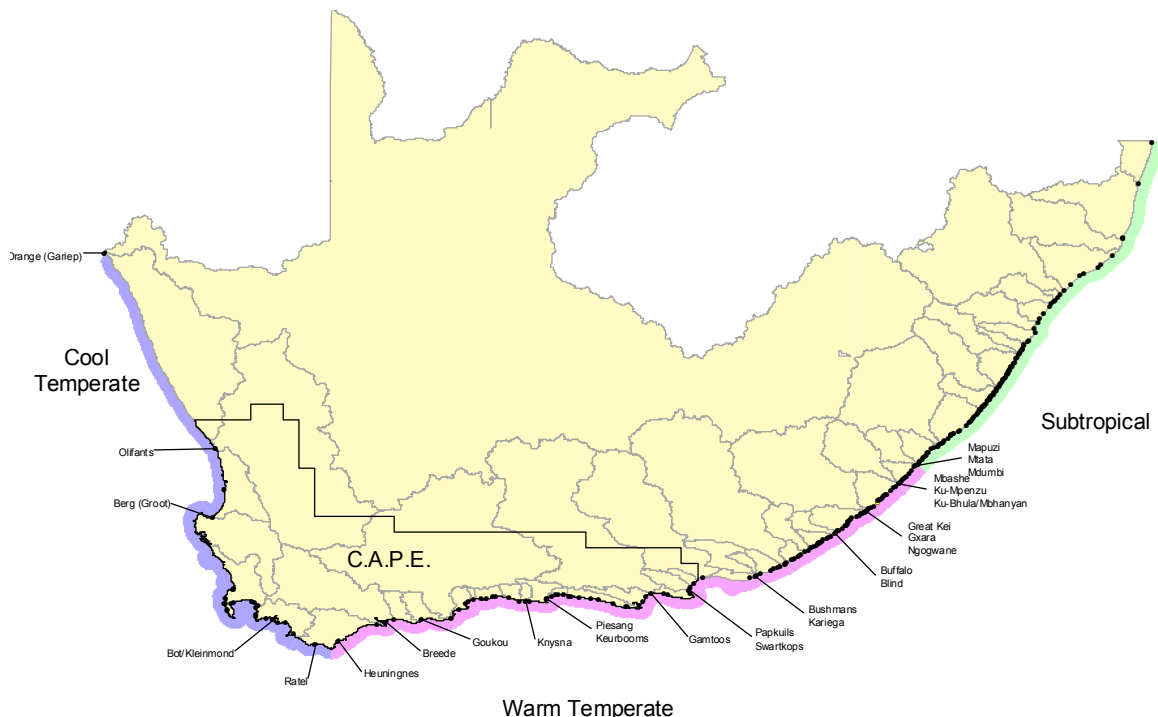 Orange (Gariep)
Cool
Temperate
Olifants
Berg (Groot)
C.A.P.E.
Subtropical
Mapuzi
Mtata
Mdumbi
Mbashe
Ku-Mpenzu
Ku-Bhula/Mbhanyan
Great Kei
Gxara
Ngogwane
Buffalo
Blind
Bushmans
Kariega
Papkuils
Swartkops
Gamtoos
Piesang
Keurbooms
Knysna
Goukou
Breede
Heuningnes
Ratel
Bot/Kleinmond
Warm Temperate